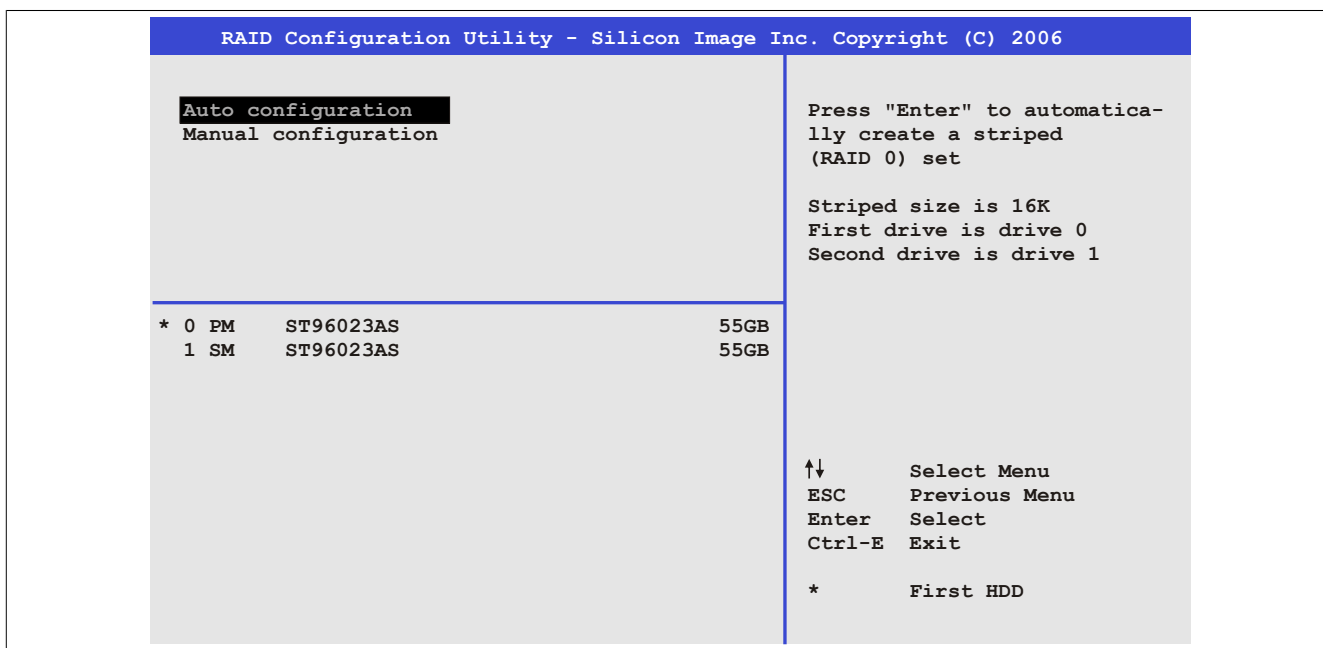 RAID Configuration Utility - Silicon Image Inc. Copyright (C) 2006
Auto configuration
Manual configuration
Press "Enter" to automatica-
lly create a striped
(RAID 0) set
Striped size is 16K
First drive is drive 0
Second drive is drive 1
* 0 PM ST96023AS 55GB
1 SM ST96023AS 55GB
↑↓ Select Menu
ESC Previous Menu
Enter Select
Ctrl-E Exit
* First HDD